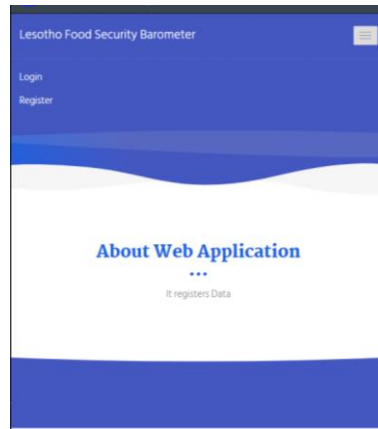 Lesotho Food Security Barometer
Login
Register
About Web Application
It registers Data